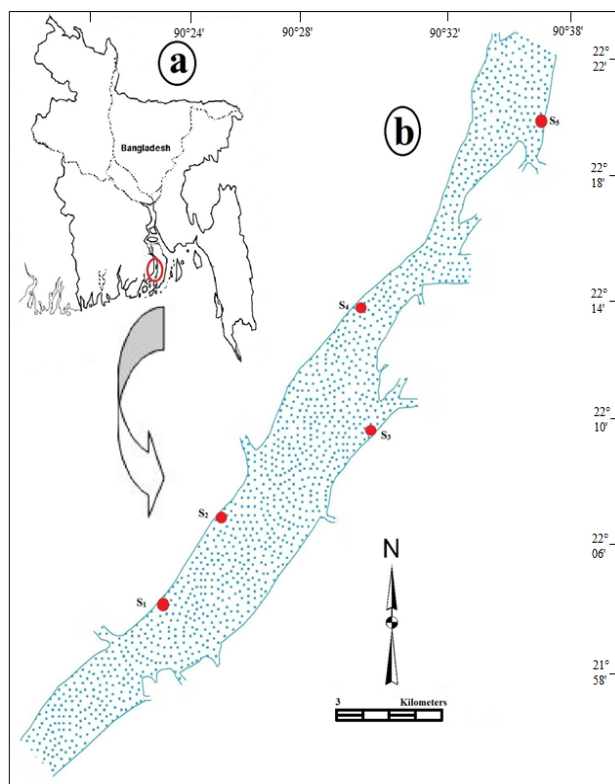 90°24' 90°28' 90°32' 90°38'
a
22°
22'
b
S5
Bangladesh
22°
18'
22°
14'
S4
22°
10'
S3
S2
22°
06'
N
S1
21°
58'
3 Kilometers